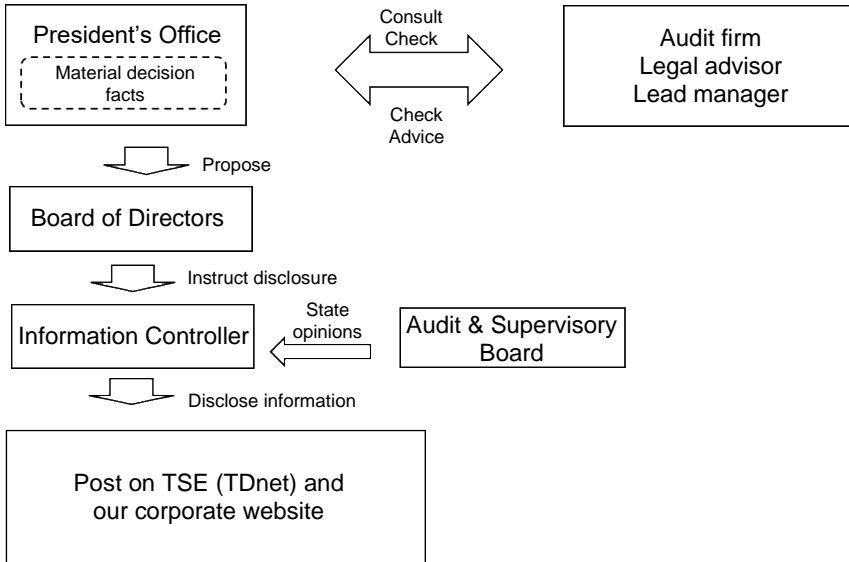 President’s Office
Material decision
facts
Consult
Check
Check
Advice
Audit firm
Legal advisor
Lead manager
Propose
Board of Directors
Instruct disclosure
Information Controller
State
opinions
Audit & Supervisory
Board
Disclose information
Post on TSE (TDnet) and
our corporate website